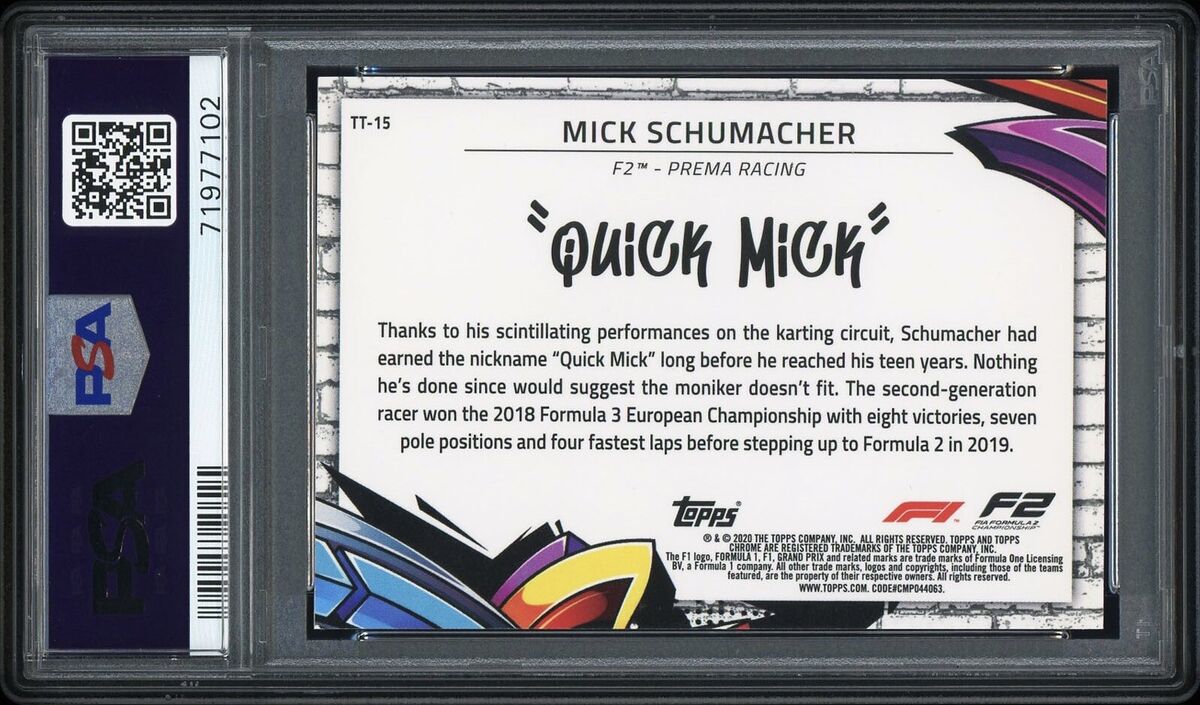 71977102
PSA
PSA
PSA
TT-15
MICK SCHUMACHER
F2™ - PREMA RACING
"QUiCK MiCK"
Thanks to his scintillating performances on the karting circuit, Schumacher had
earned the nickname “Quick Mick” long before he reached his teen years. Nothing
he’s done since would suggest the moniker doesn’t fit. The second-generation
racer won the 2018 Formula 3 European Championship with eight victories, seven
pole positions and four fastest laps before stepping up to Formula 2 in 2019.
topps®
F1™
F2
FIA FORMULA 2
CHAMPIONSHIP™
® & © 2020 THE TOPPS COMPANY, INC. ALL RIGHTS RESERVED. TOPPS AND TOPPS
CHROME ARE REGISTERED TRADEMARKS OF THE TOPPS COMPANY, INC.
The F1 logo, FORMULA 1, F1, GRAND PRIX and related marks are trade marks of Formula One Licensing
BV, a Formula 1 company. All other trade marks, logos and copyrights, including those of the teams
featured, are the property of their respective owners. All rights reserved.
WWW.TOPPS.COM. CODE#CMP044063.